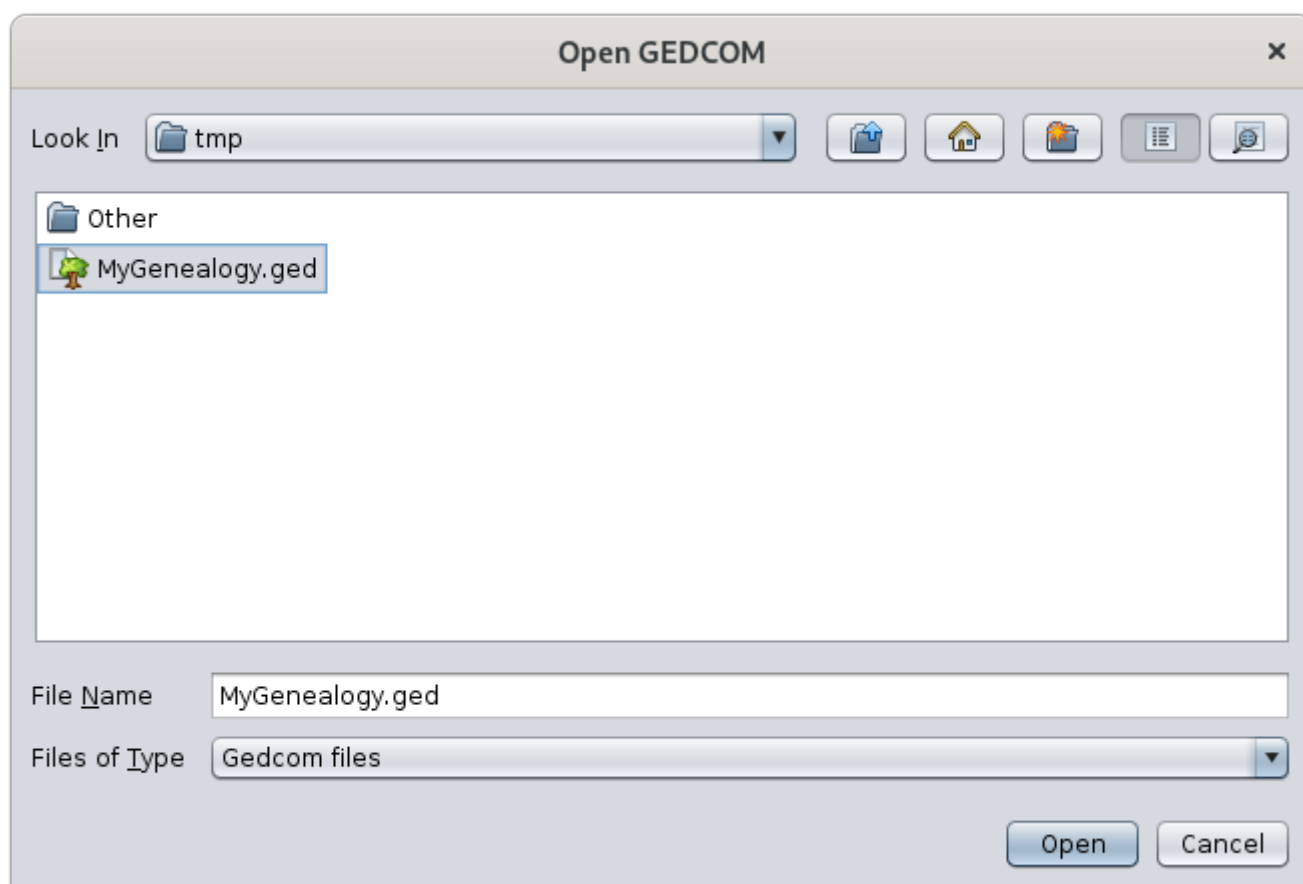 Open GEDCOM
Look In tmp
Other
MyGenealogy.ged
File Name MyGenealogy.ged
Files of Type Gedcom files
Open Cancel